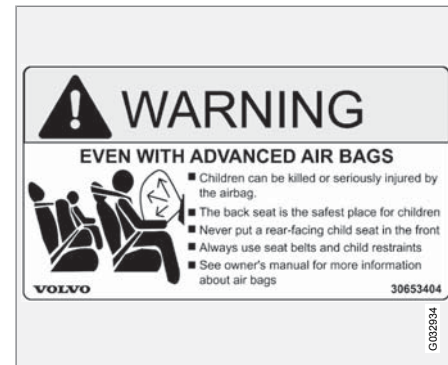 WARNING
EVEN WITH ADVANCED AIR BAGS
■ Children can be killed or seriously injured by
the airbag.
■ The back seat is the safest place for children
■ Never put a rear-facing child seat in the front
■ Always use seat belts and child restraints
■ See owner's manual for more information
about air bags
VOLVO
30653404
G032934